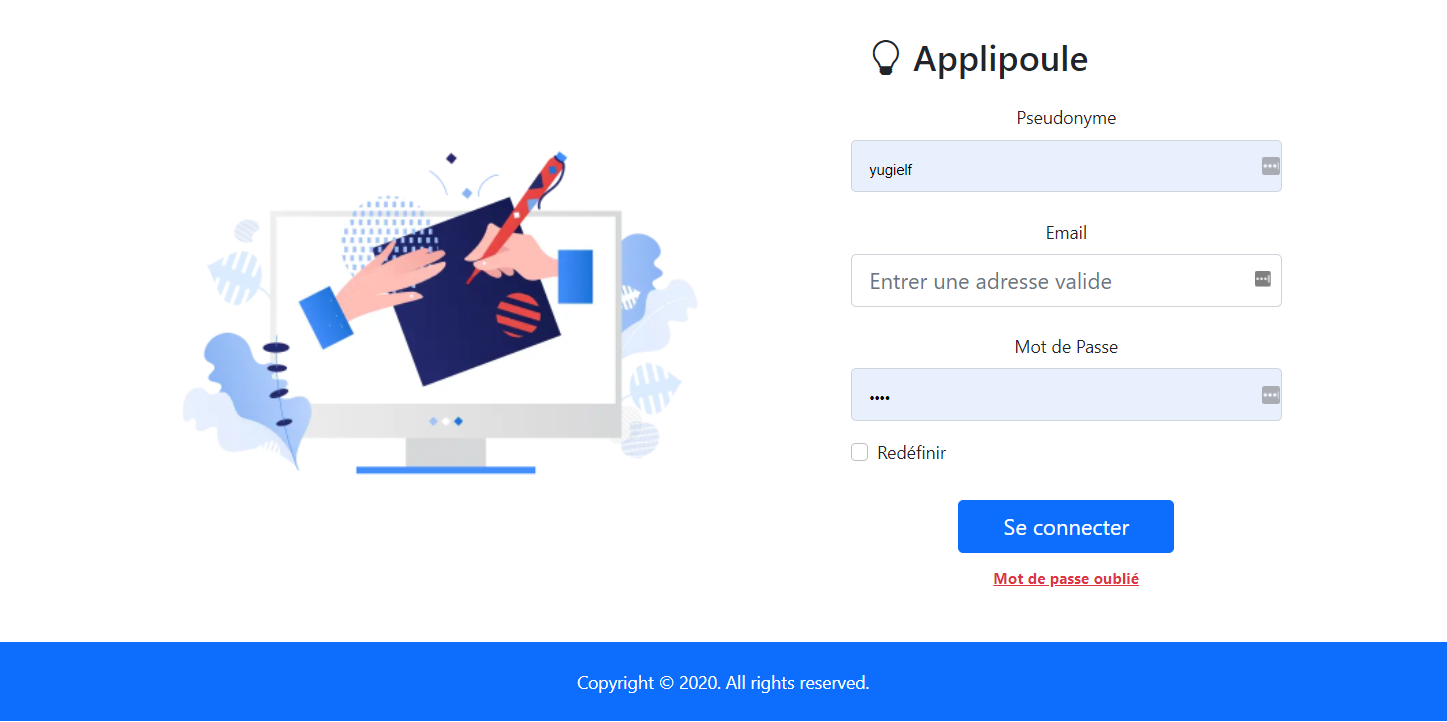 Applipoule
Pseudonyme
yugielf
Email
Entrer une adresse valide
Mot de Passe
••••
Redéfinir
Se connecter
Mot de passe oublié
Copyright © 2020. All rights reserved.